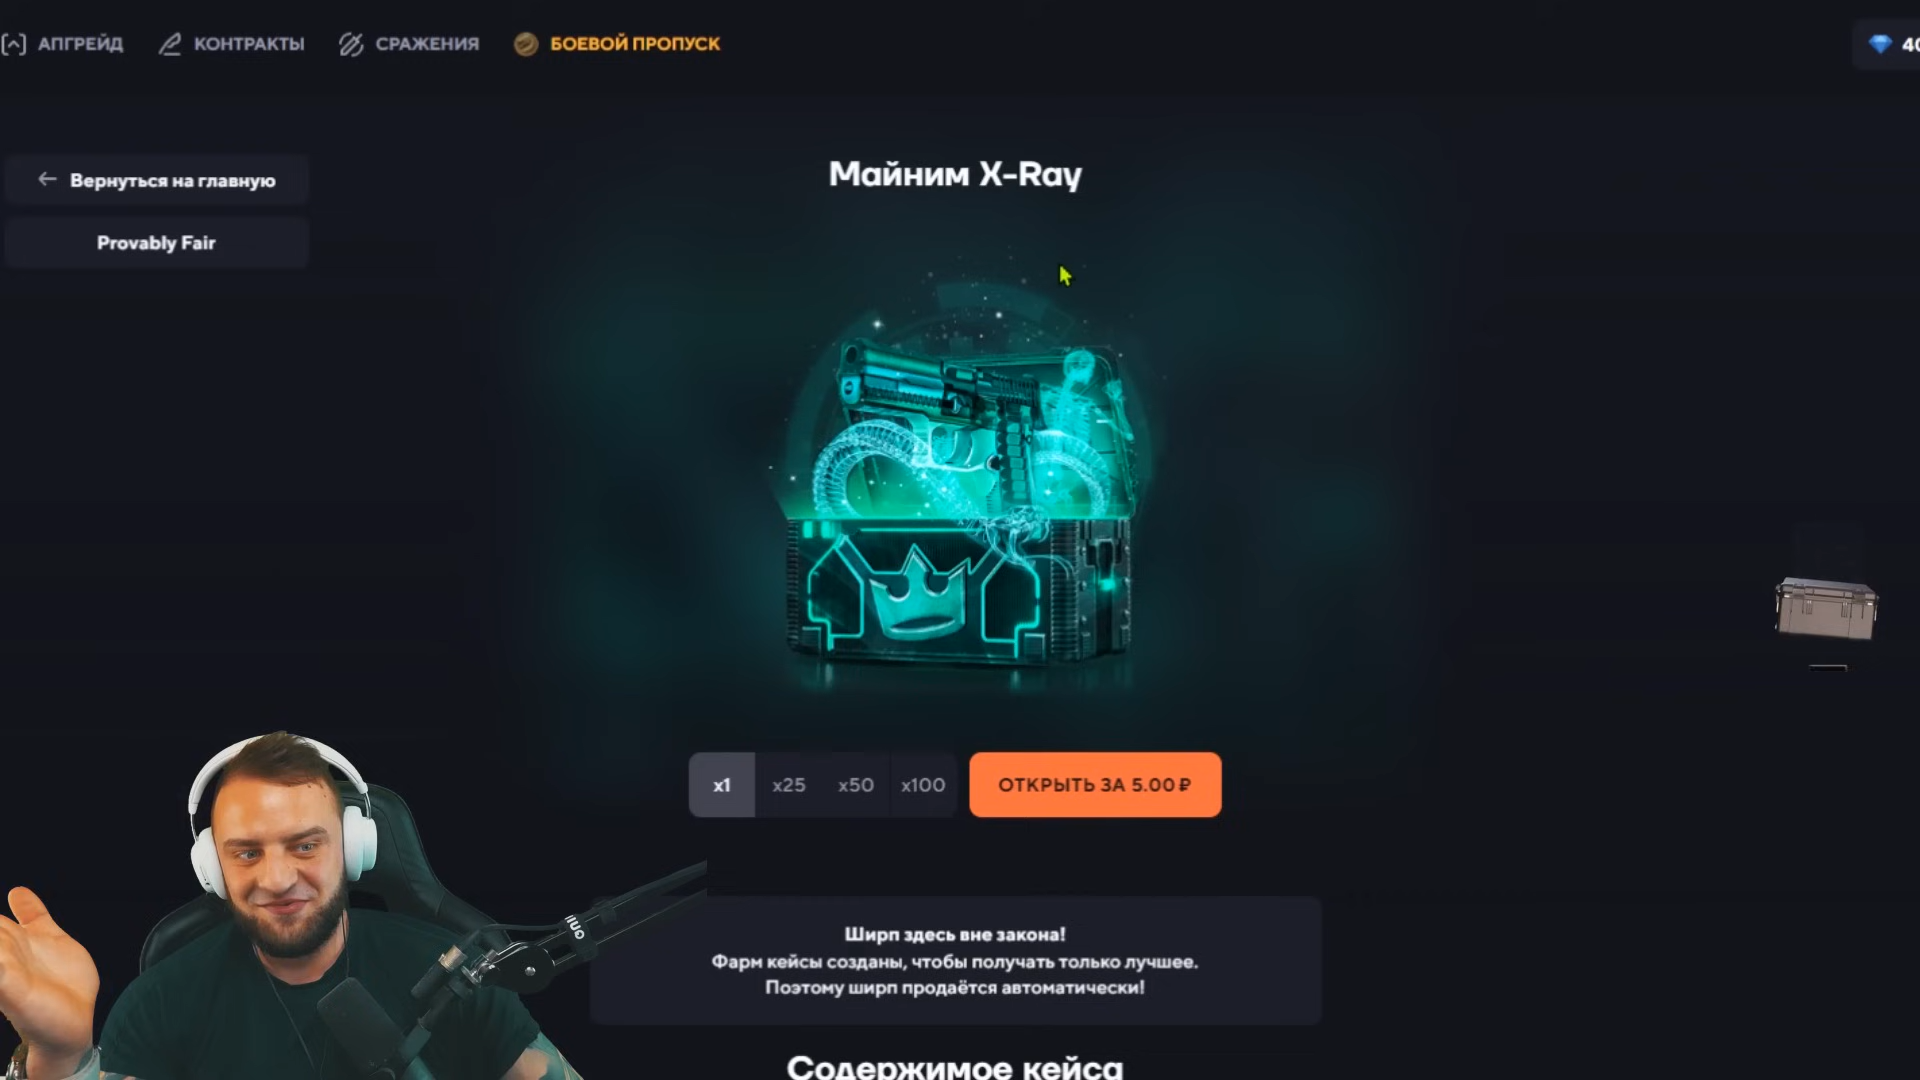 АПГРЕЙД
КОНТРАКТЫ
СРАЖЕНИЯ
БОЕВОЙ ПРОПУСК
40
Вернуться на главную
Provably Fair
Майним X-Ray
x1
x25
x50
x100
ОТКРЫТЬ ЗА 5.00 ₽
Ширп здесь вне закона!
Фарм кейсы созданы, чтобы получать только лучшее.
Поэтому ширп продаётся автоматически!
Содержимое кейса